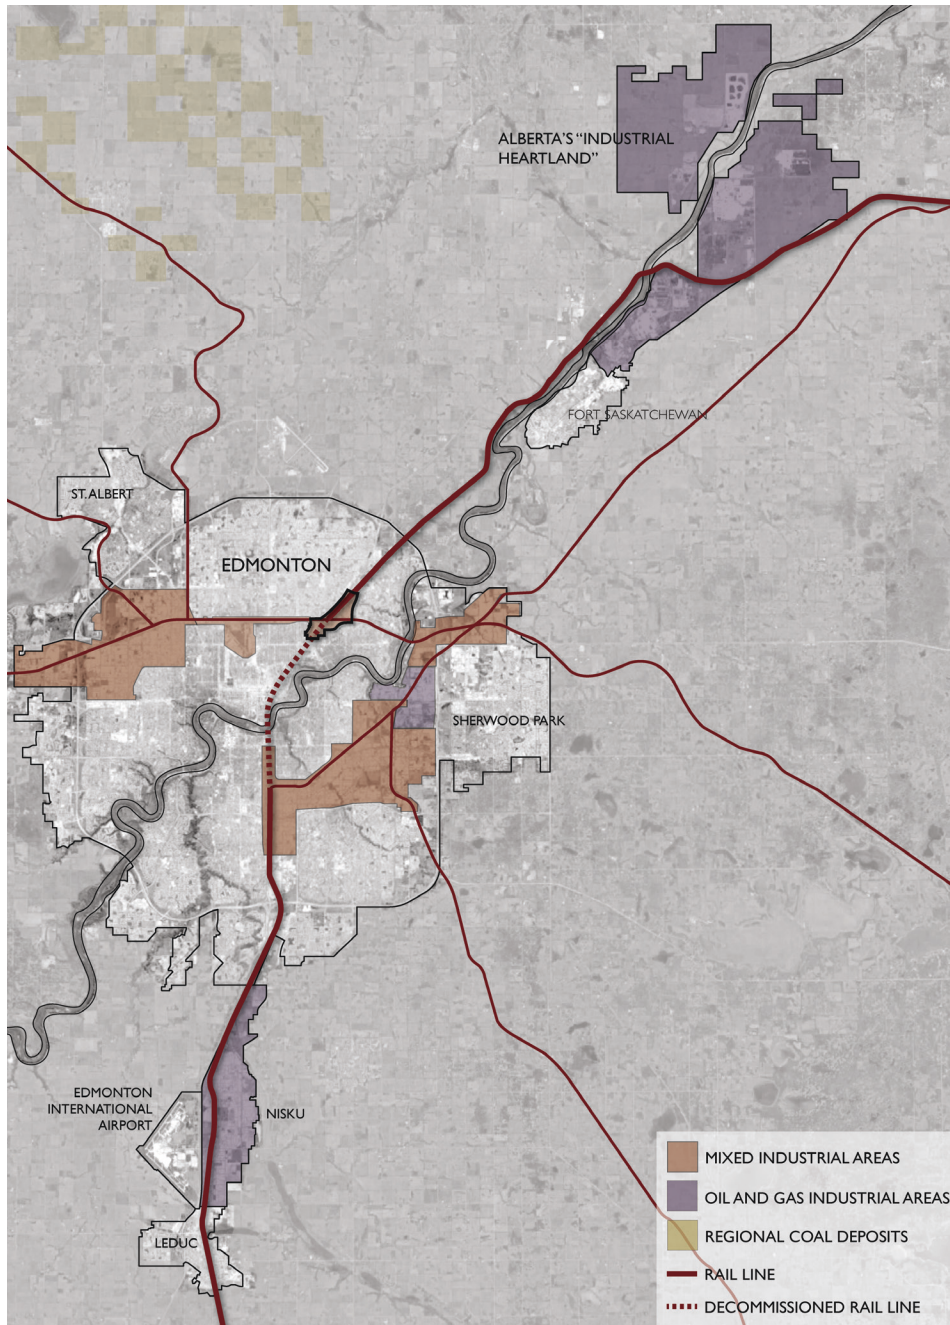 ALBERTA'S "INDUSTRIAL
HEARTLAND"
FORT SASKATCHEWAN
ST. ALBERT
EDMONTON
SHERWOOD PARK
EDMONTON
INTERNATIONAL
AIRPORT
NISKU
LEDUC
MIXED INDUSTRIAL AREAS
OIL AND GAS INDUSTRIAL AREAS
REGIONAL COAL DEPOSITS
RAIL LINE
DECOMMISSIONED RAIL LINE